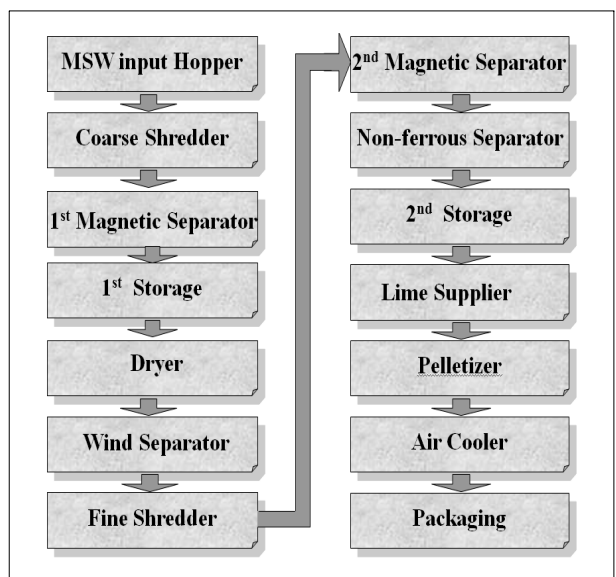 MSW input Hopper
Coarse Shredder
1st Magnetic Separator
1st Storage
Dryer
Wind Separator
Fine Shredder
2nd Magnetic Separator
Non-ferrous Separator
2nd Storage
Lime Supplier
Pelletizer
Air Cooler
Packaging